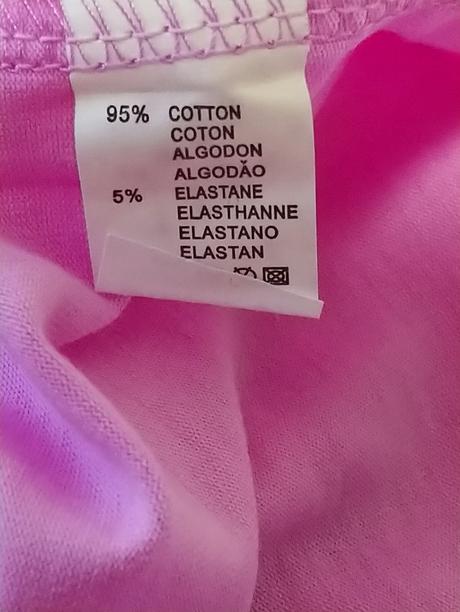 95% COTTON
COTON
ALGODON
ALGODÃO
5% ELASTANE
ELASTHANNE
ELASTANO
ELASTAN